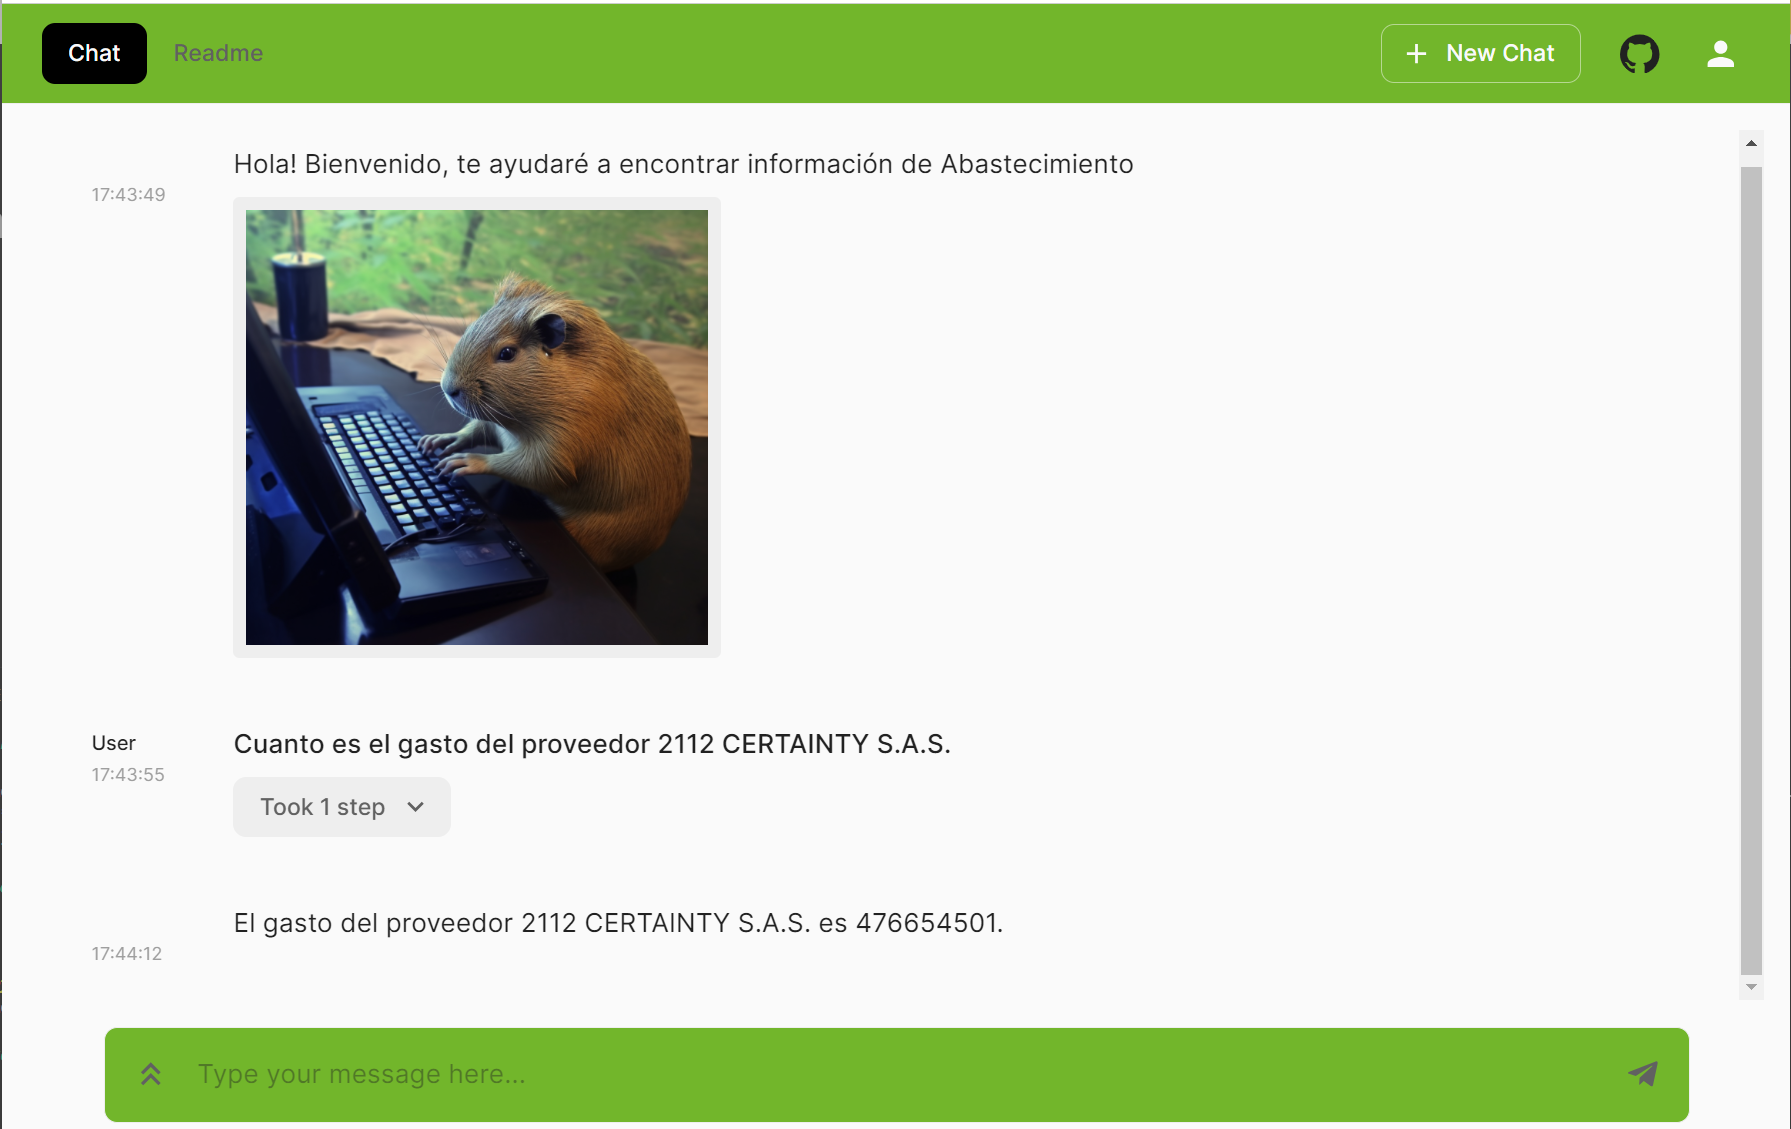 Chat
Readme
New Chat
Hola! Bienvenido, te ayudaré a encontrar información de Abastecimiento
17:43:49
User
Cuanto es el gasto del proveedor 2112 CERTAINTY S.A.S.
17:43:55
Took 1 step
El gasto del proveedor 2112 CERTAINTY S.A.S. es 476654501.
17:44:12
Type your message here...